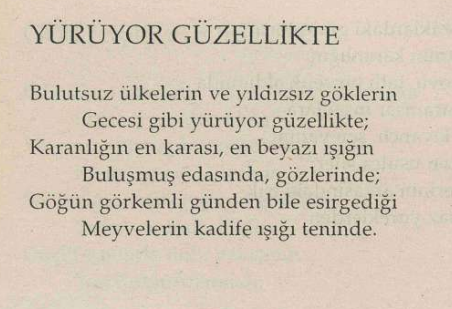 YÜRÜYOR GÜZELLİKTE
Bulutsuz ülkelerin ve yıldızsız göklerin
Gecesi gibi yürüyor güzellikte;
Karanlığın en karası, en beyazı ışığın
Buluşmuş edasında, gözlerinde;
Göğün görkemli günden bile esirgediği
Meyvelerin kadife ışığı teninde.